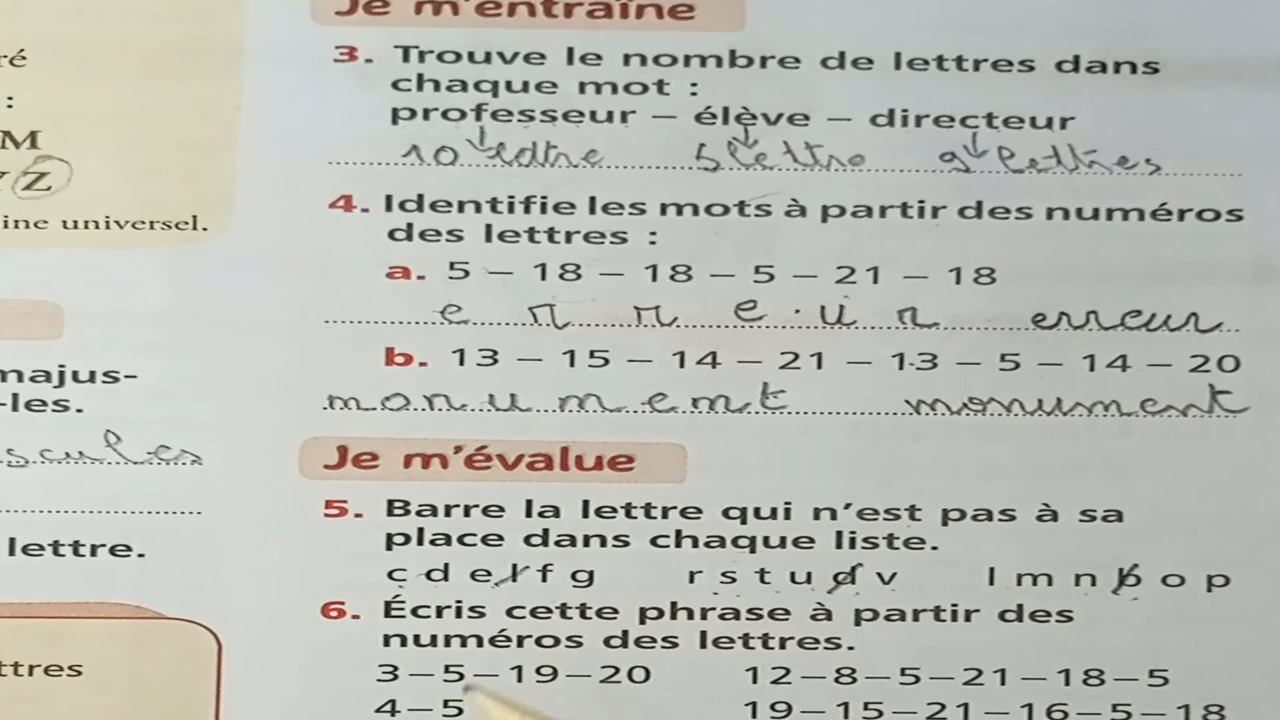 ré
:
M
Z
ine universel.
majus-
-les.
scules
lettre.
ttres
Je m'entraîne
3. Trouve le nombre de lettres dans
chaque mot :
professeur – élève – directeur
10 lettre 5 lettre 9 lettres
4. Identifie les mots à partir des numéros
des lettres :
a. 5 – 18 – 18 – 5 – 21 – 18
e r r e u r erreur
b. 13 – 15 – 14 – 21 – 13 – 5 – 14 – 20
m o n u m e n t monument
Je m'évalue
5. Barre la lettre qui n'est pas à sa
place dans chaque liste.
c d e l f g r s t u d v l m n b o p
6. Écris cette phrase à partir des
numéros des lettres.
3–5–19–20 12–8–5–21–18–5
4–5 19–15–21–16–5–18